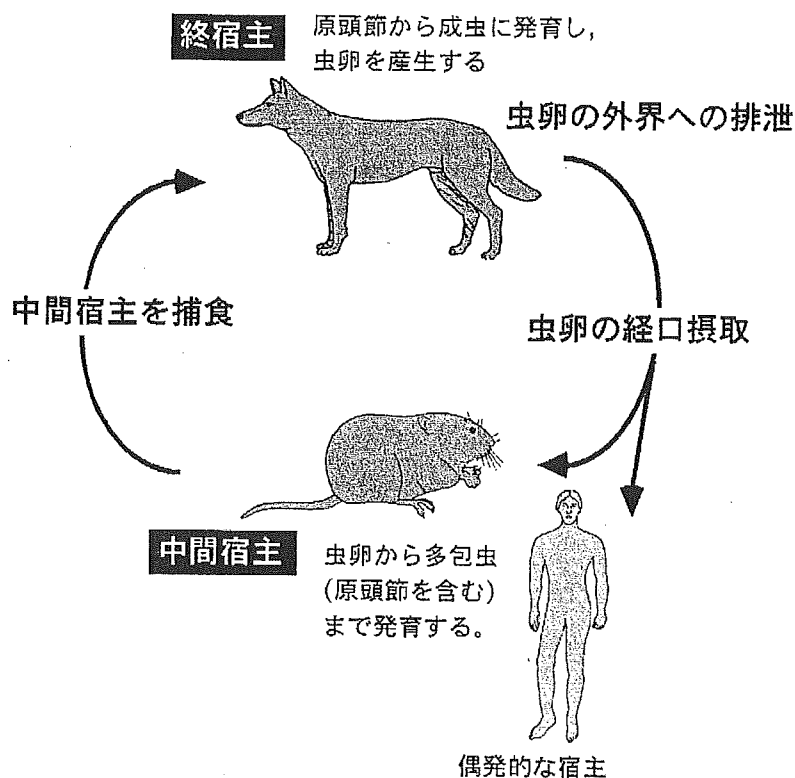 終宿主
原頭節から成虫に発育し,
虫卵を産生する
虫卵の外界への排泄
中間宿主を捕食
虫卵の経口摂取
中間宿主
虫卵から多包虫
(原頭節を含む)
まで発育する。
偶発的な宿主